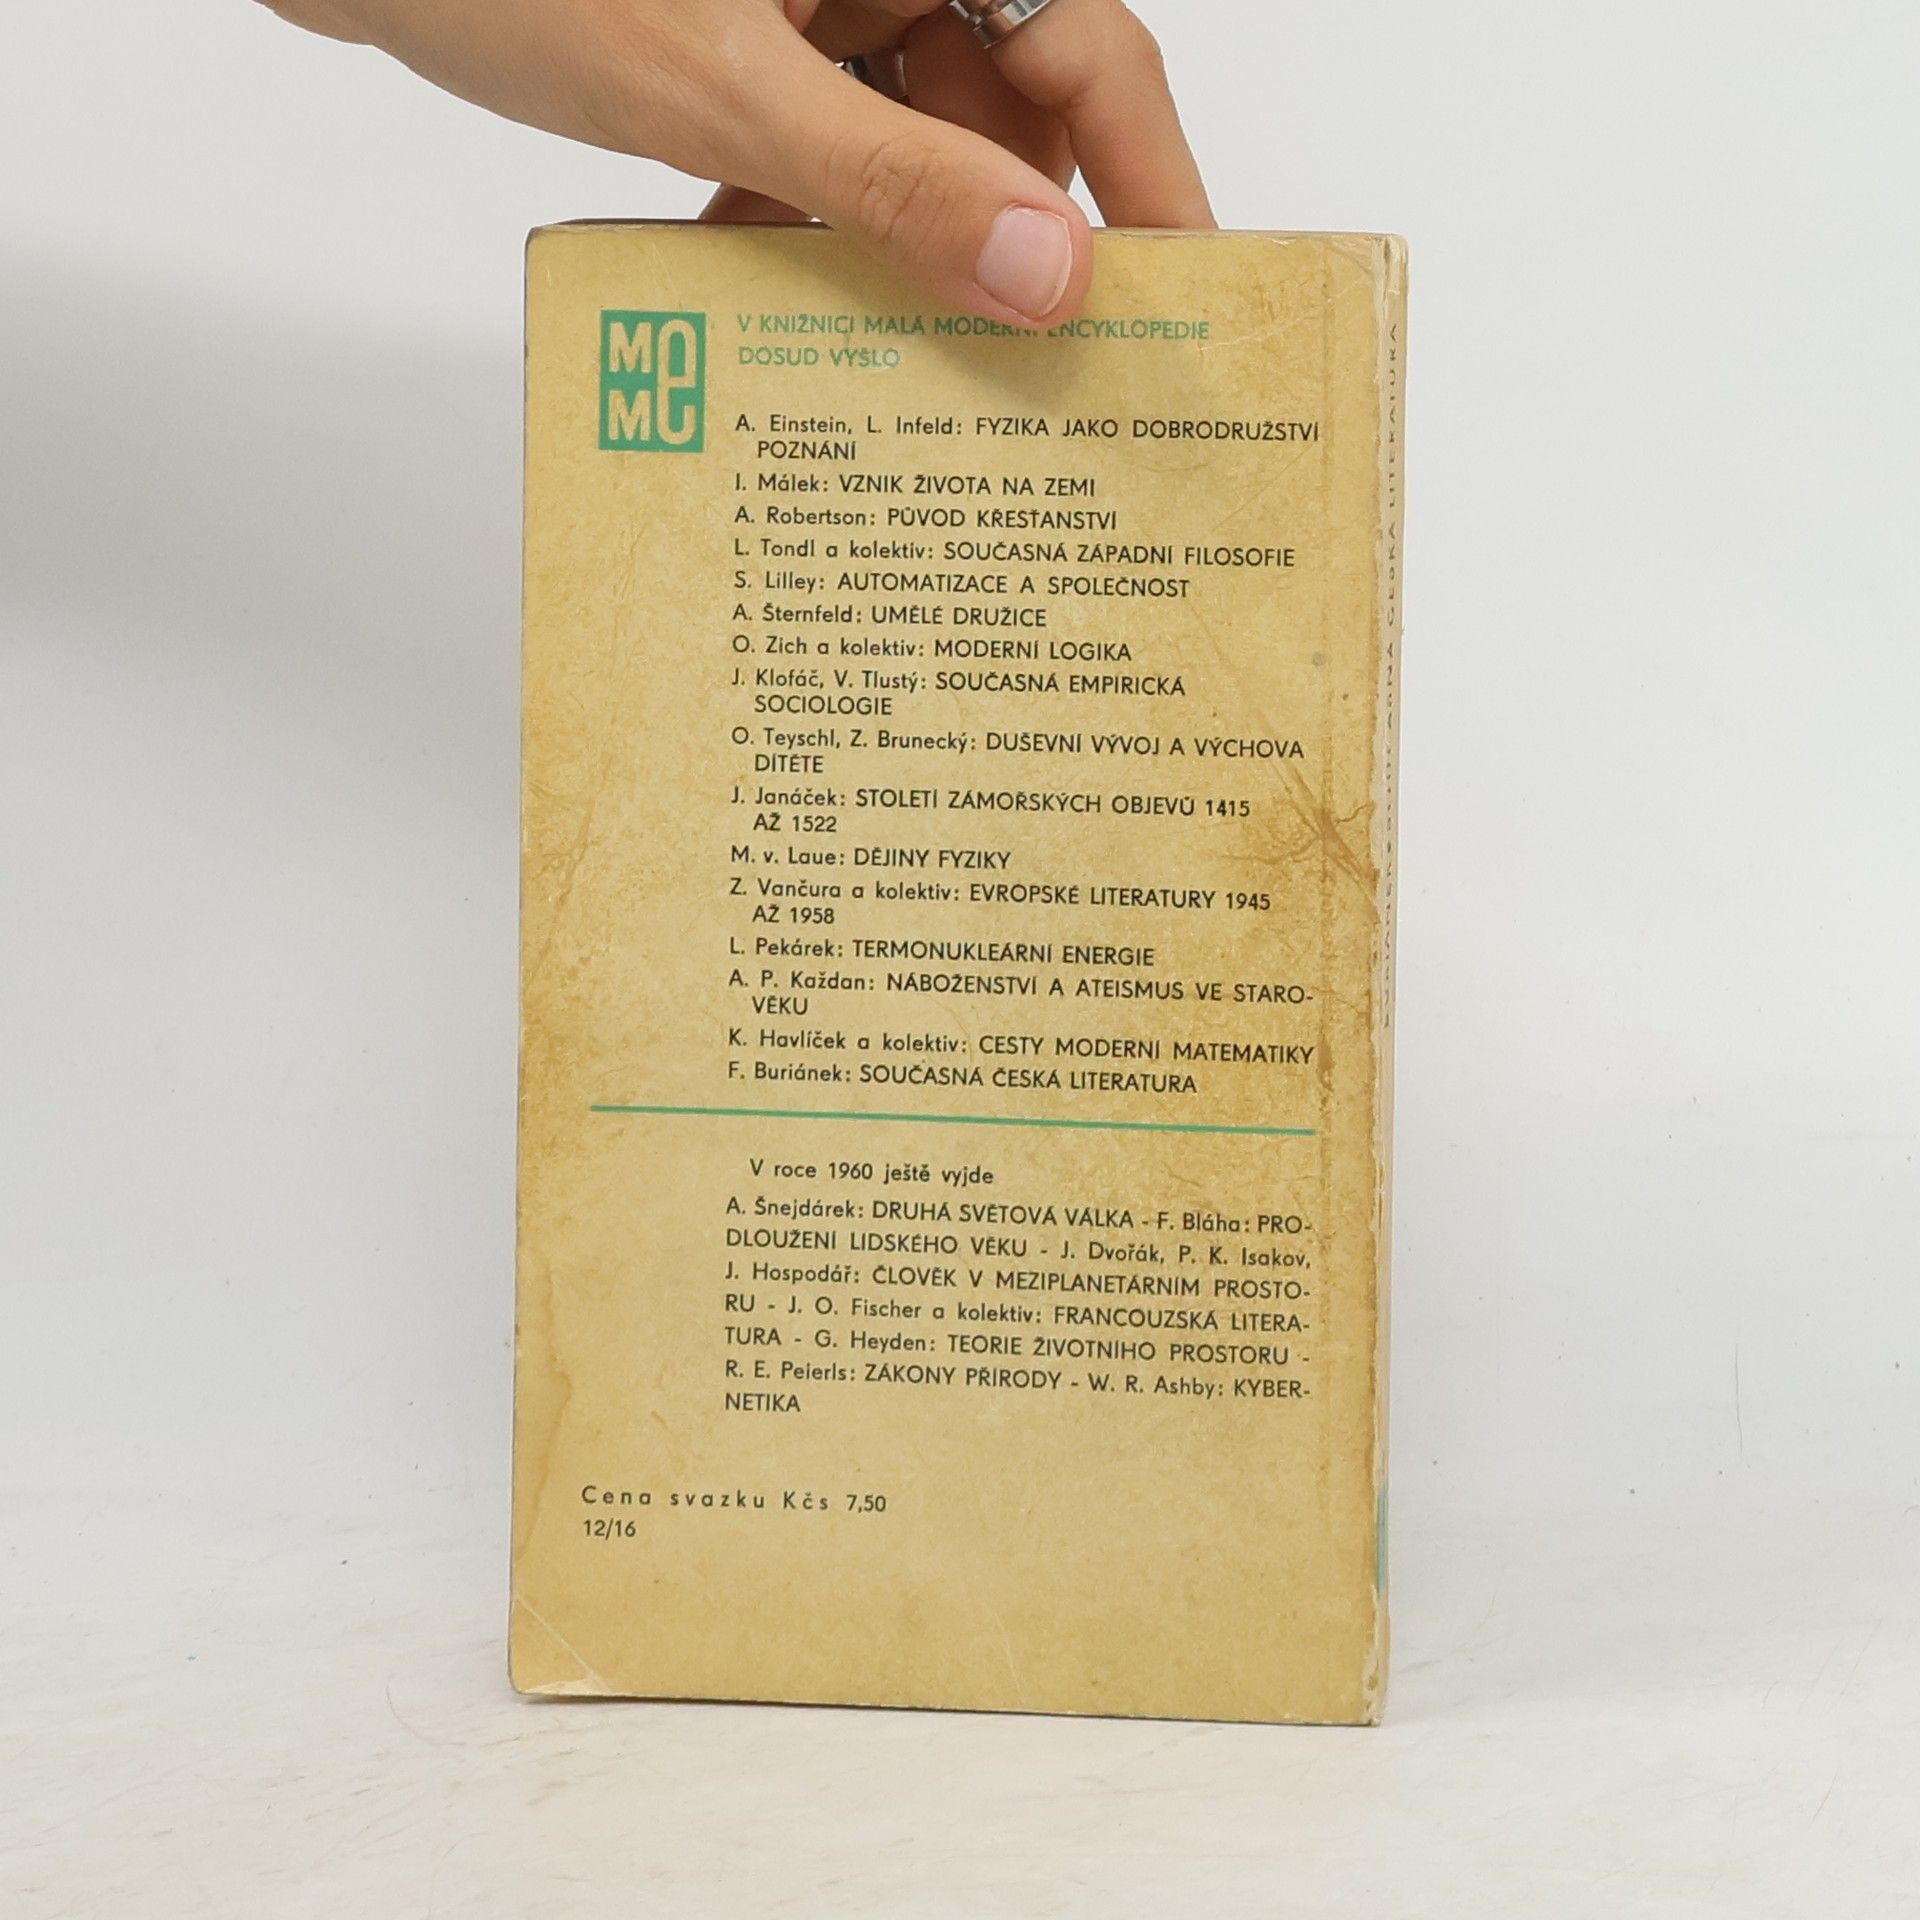 MeMe
V KNIŽNICI MALÁ MODERNÍ ENCYKLOPEDIE
DOSUD VYŠLO
A. Einstein, L. Infeld: FYZIKA JAKO DOBRODRUŽSTVÍ
POZNÁNÍ
I. Málek: VZNIK ŽIVOTA NA ZEMI
A. Robertson: PŮVOD KŘESŤANSTVÍ
L. Tondl a kolektiv: SOUČASNÁ ZÁPADNÍ FILOSOFIE
S. Lilley: AUTOMATIZACE A SPOLEČNOST
A. Šternfeld: UMĚLÉ DRUŽICE
O. Zich a kolektiv: MODERNÍ LOGIKA
J. Klofáč, V. Tlustý: SOUČASNÁ EMPIRICKÁ
SOCIOLOGIE
O. Teyschl, Z. Brunecký: DUŠEVNÍ VÝVOJ A VÝCHOVA
DÍTĚTE
J. Janáček: STOLETÍ ZÁMOŘSKÝCH OBJEVŮ 1415
AŽ 1522
M. v. Laue: DĚJINY FYZIKY
Z. Vančura a kolektiv: EVROPSKÉ LITERATURY 1945
AŽ 1958
L. Pekárek: TERMONUKLEÁRNÍ ENERGIE
A. P. Každan: NÁBOŽENSTVÍ A ATEISMUS VE STARO-
VĚKU
K. Havlíček a kolektiv: CESTY MODERNÍ MATEMATIKY
F. Buriánek: SOUČASNÁ ČESKÁ LITERATURA
V roce 1960 ještě vyjde
A. Šnejdárek: DRUHÁ SVĚTOVÁ VÁLKA - F. Bláha: PRO-
DLOUŽENÍ LIDSKÉHO VĚKU - J. Dvořák, P. K. Isakov,
J. Hospodář: ČLOVĚK V MEZIPLANETÁRNÍM PROSTO-
RU - J. O. Fischer a kolektiv: FRANCOUZSKÁ LITERA-
TURA - G. Heyden: TEORIE ŽIVOTNÍHO PROSTORU -
R. E. Peierls: ZÁKONY PŘÍRODY - W. R. Ashby: KYBER-
NETIKA
Cena svazku Kčs 7,50
12/16
ČESKÁ LITERATURA